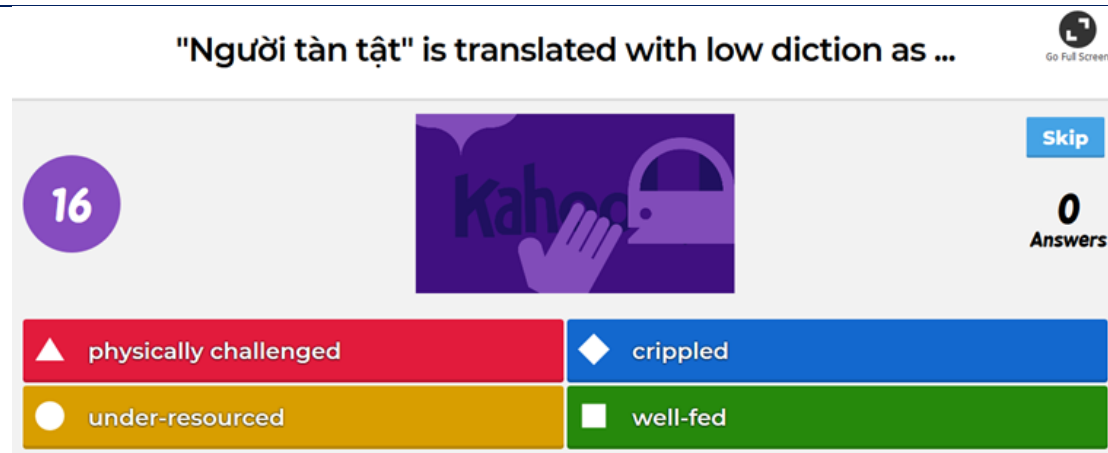 "Người tàn tật" is translated with low diction as ...
Go Full Screen
Skip
16
Kahoo
0
Answers
physically challenged
crippled
under-resourced
well-fed